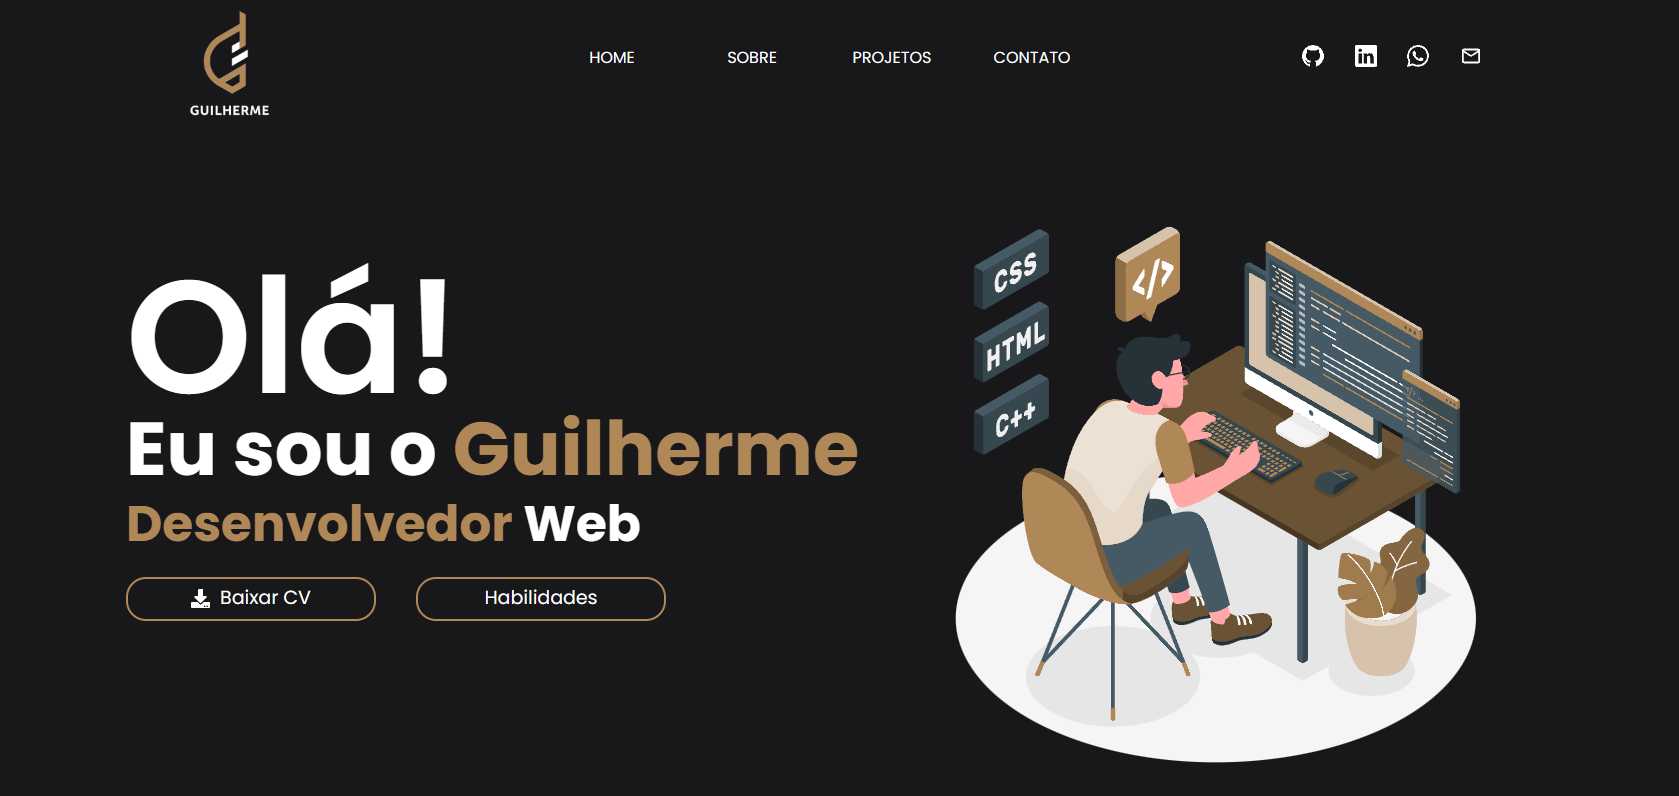 GUILHERME
HOME
SOBRE
PROJETOS
CONTATO
Olá!
Eu sou o Guilherme
Desenvolvedor Web
Baixar CV
Habilidades
CSS
</>
HTML
C++